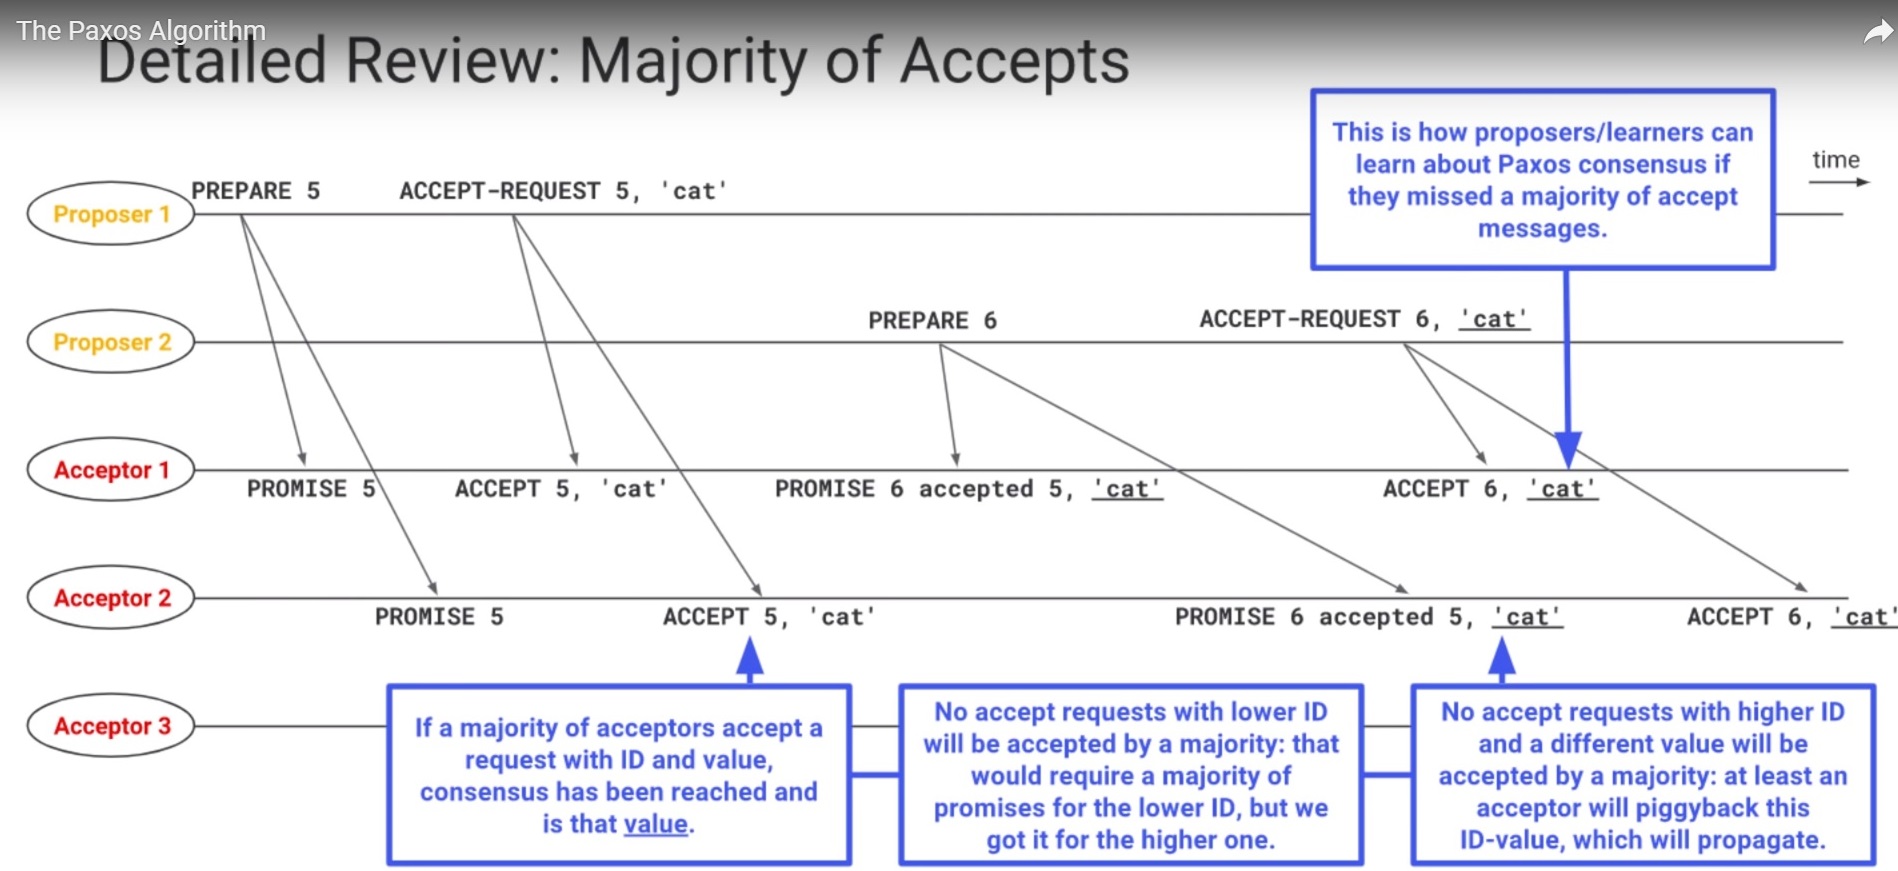 The Paxos Algorithm
Detailed Review: Majority of Accepts
This is how proposers/learners can
learn about Paxos consensus if
they missed a majority of accept
messages.
time
Proposer 1
PREPARE 5
ACCEPT-REQUEST 5, 'cat'
Proposer 2
PREPARE 6
ACCEPT-REQUEST 6, 'cat'
Acceptor 1
PROMISE 5
ACCEPT 5, 'cat'
PROMISE 6 accepted 5, 'cat'
ACCEPT 6, 'cat'
Acceptor 2
PROMISE 5
ACCEPT 5, 'cat'
PROMISE 6 accepted 5, 'cat'
ACCEPT 6, 'cat'
Acceptor 3
If a majority of acceptors accept a
request with ID and value,
consensus has been reached and
is that value.
No accept requests with lower ID
will be accepted by a majority: that
would require a majority of
promises for the lower ID, but we
got it for the higher one.
No accept requests with higher ID
and a different value will be
accepted by a majority: at least an
acceptor will piggyback this
ID-value, which will propagate.